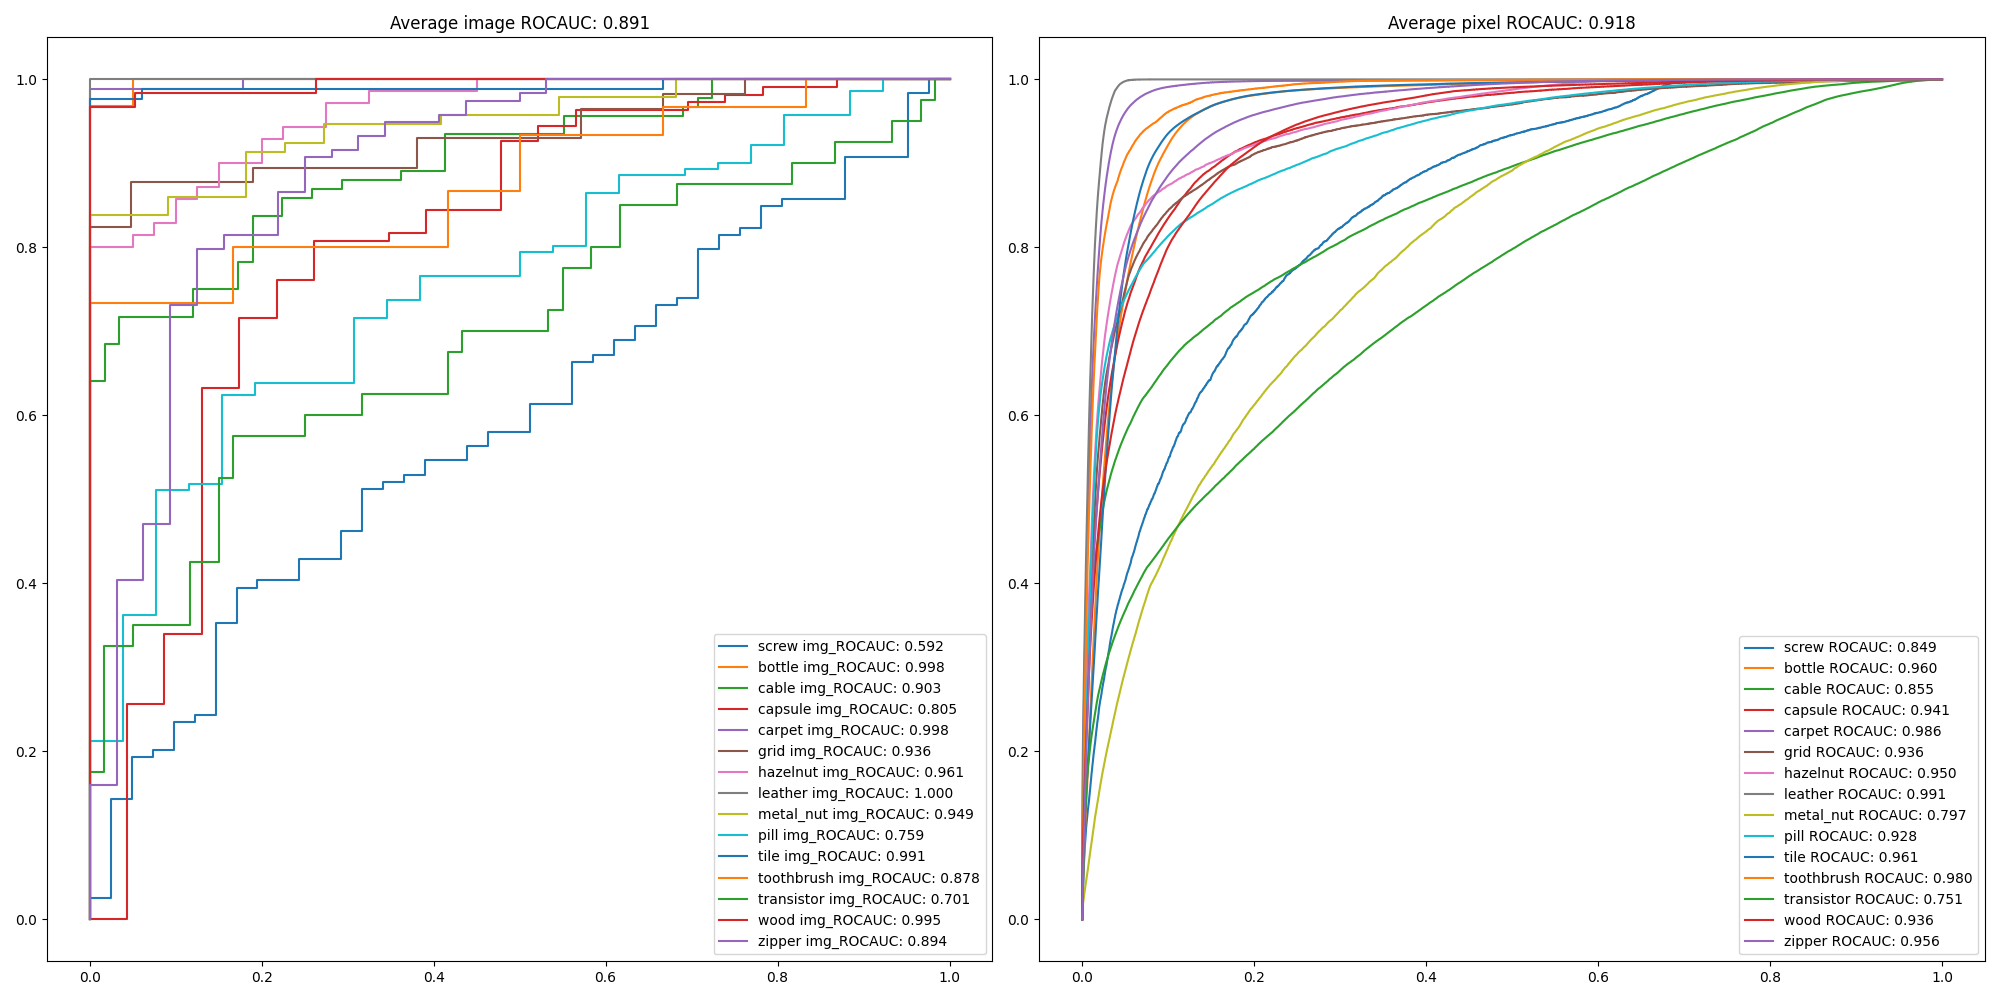 Average image ROCAUC: 0.891
1.0
0.8
0.6
0.4
0.2
0.0
0.0 0.2 0.4 0.6 0.8 1.0
screw img_ROCAUC: 0.592
bottle img_ROCAUC: 0.998
cable img_ROCAUC: 0.903
capsule img_ROCAUC: 0.805
carpet img_ROCAUC: 0.998
grid img_ROCAUC: 0.936
hazelnut img_ROCAUC: 0.961
leather img_ROCAUC: 1.000
metal_nut img_ROCAUC: 0.949
pill img_ROCAUC: 0.759
tile img_ROCAUC: 0.991
toothbrush img_ROCAUC: 0.878
transistor img_ROCAUC: 0.701
wood img_ROCAUC: 0.995
zipper img_ROCAUC: 0.894
Average pixel ROCAUC: 0.918
1.0
0.8
0.6
0.4
0.2
0.0
0.0 0.2 0.4 0.6 0.8 1.0
screw ROCAUC: 0.849
bottle ROCAUC: 0.960
cable ROCAUC: 0.855
capsule ROCAUC: 0.941
carpet ROCAUC: 0.986
grid ROCAUC: 0.936
hazelnut ROCAUC: 0.950
leather ROCAUC: 0.991
metal_nut ROCAUC: 0.797
pill ROCAUC: 0.928
tile ROCAUC: 0.961
toothbrush ROCAUC: 0.980
transistor ROCAUC: 0.751
wood ROCAUC: 0.936
zipper ROCAUC: 0.956